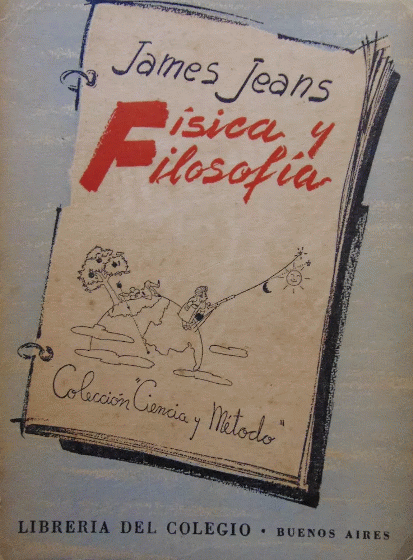 James Jeans
Física y
Filosofía
Colección "Ciencia y Método"
LIBRERIA DEL COLEGIO • BUENOS AIRES